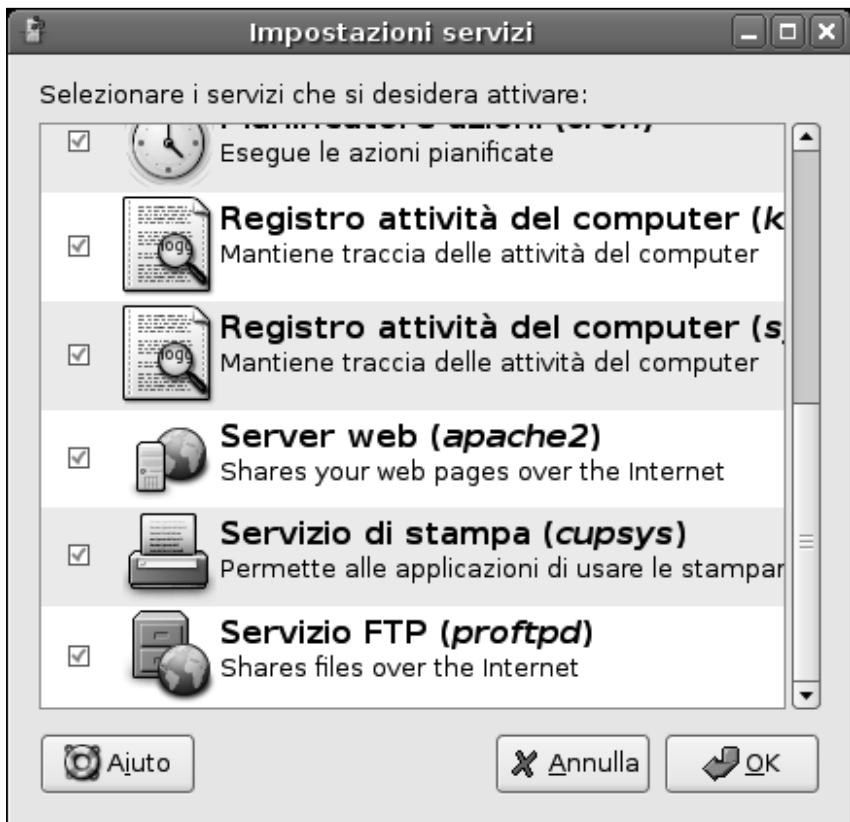 Impostazioni servizi
Selezionare i servizi che si desidera attivare:
Esegue le azioni pianificate
Registro attività del computer (k
Mantiene traccia delle attività del computer
Registro attività del computer (s
Mantiene traccia delle attività del computer
Server web (apache2)
Shares your web pages over the Internet
Servizio di stampa (cupsys)
Permette alle applicazioni di usare le stampar
Servizio FTP (proftpd)
Shares files over the Internet
Aiuto
Annulla
OK